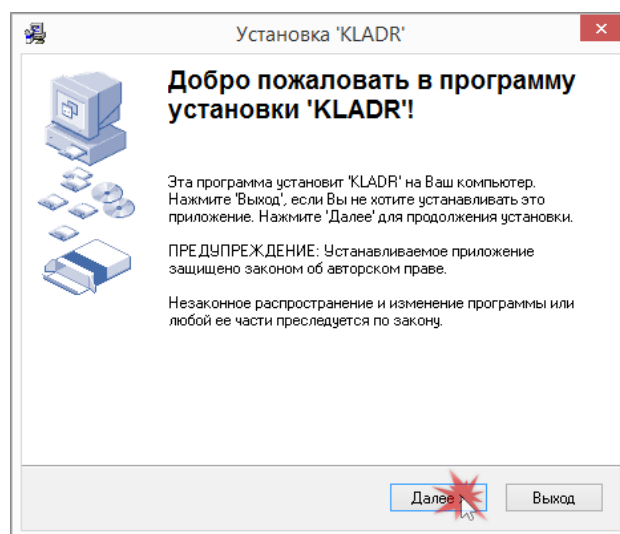 Установка 'KLADR'
Добро пожаловать в программу
установки 'KLADR'!
Эта программа установит 'KLADR' на Ваш компьютер.
Нажмите 'Выход', если Вы не хотите устанавливать это
приложение. Нажмите 'Далее' для продолжения установки.
ПРЕДУПРЕЖДЕНИЕ: Устанавливаемое приложение
защищено законом об авторском праве.
Незаконное распространение и изменение программы или
любой ее части преследуется по закону.
Далее >
Выход